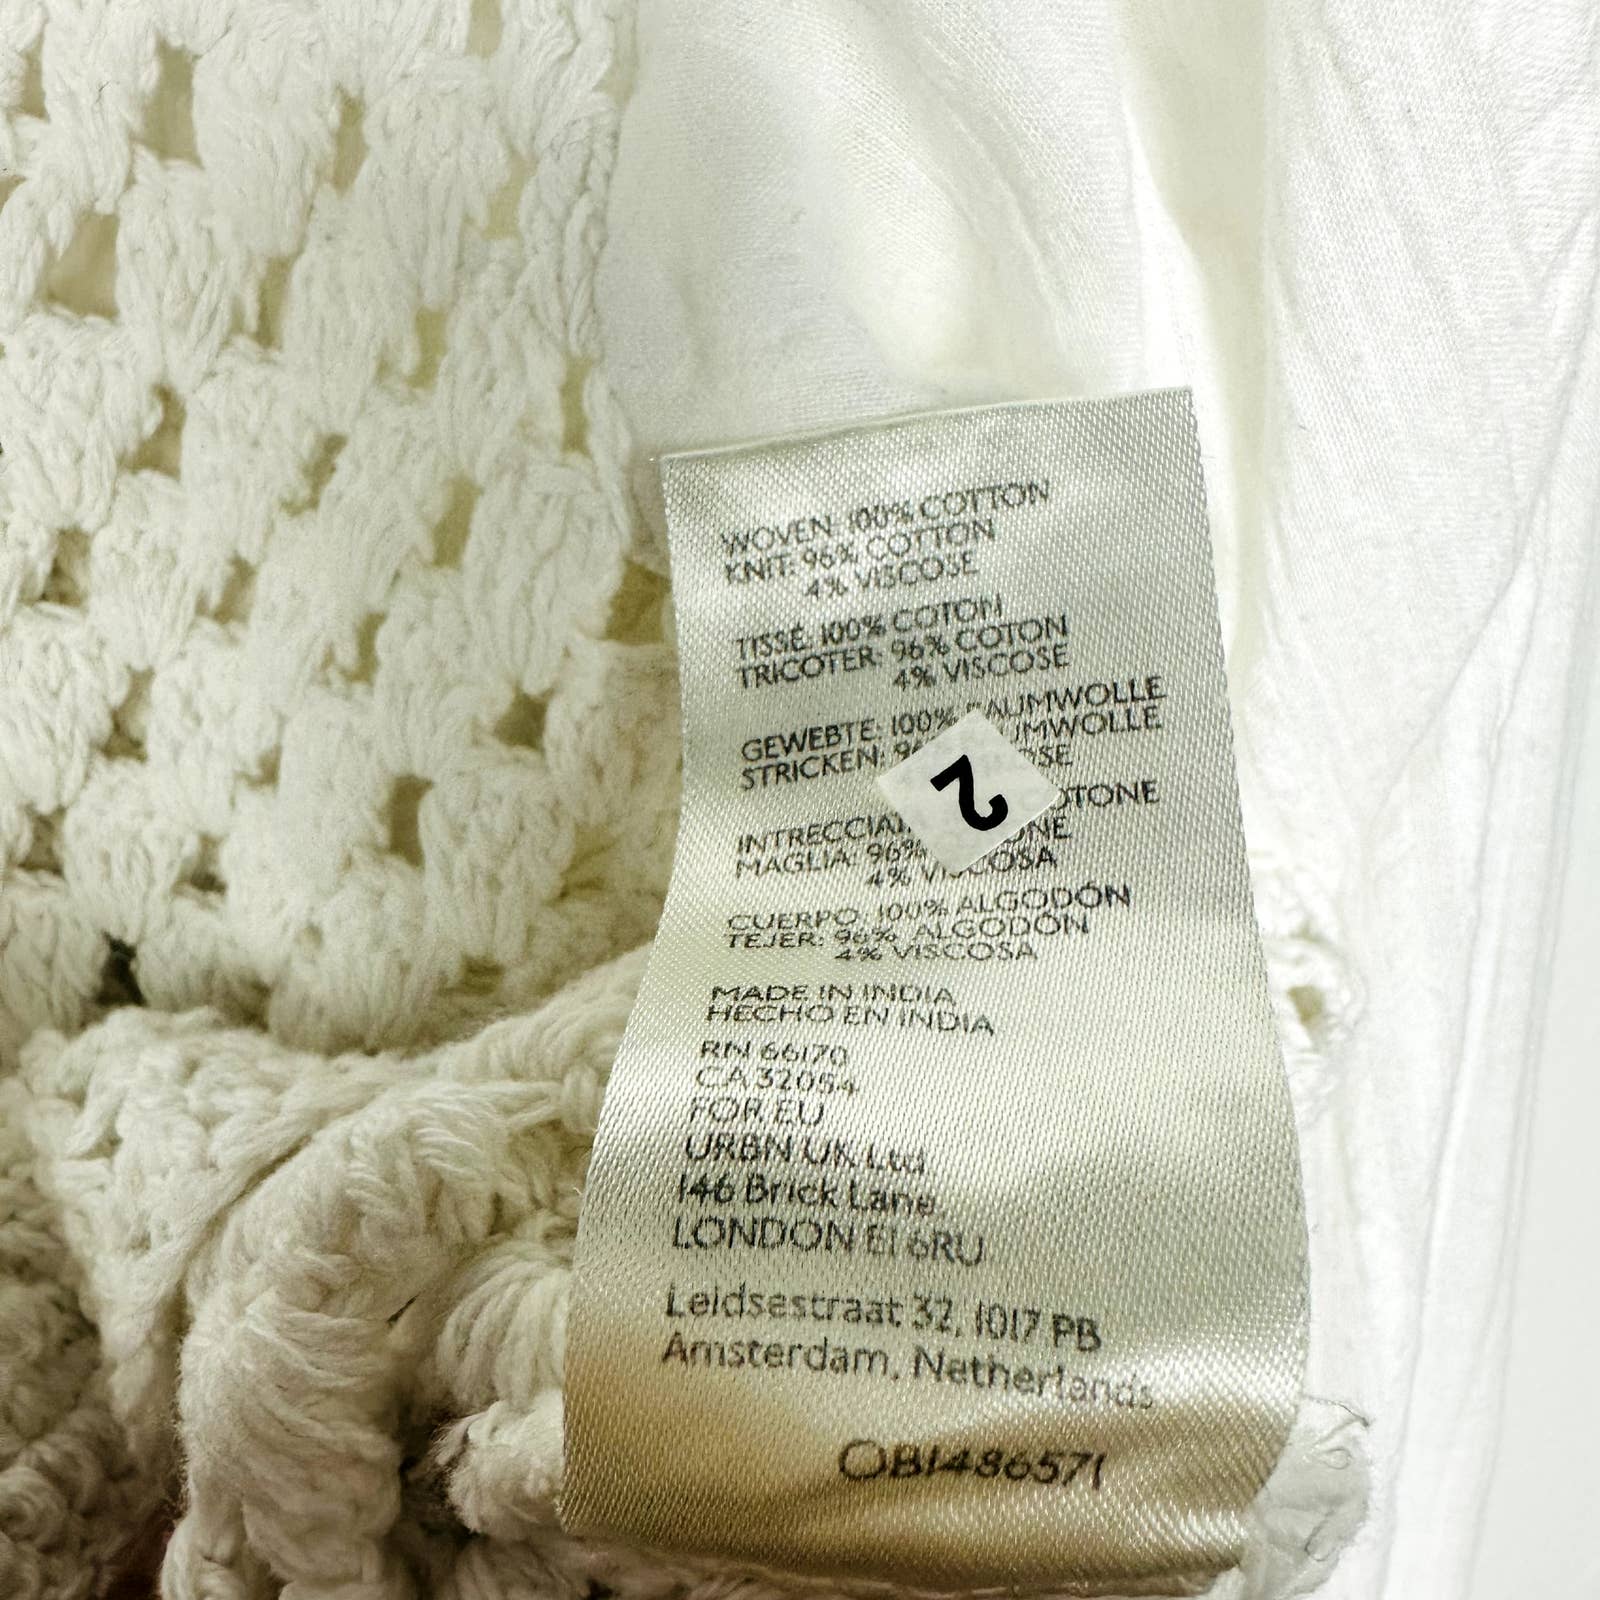 WOVEN: 100% COTTON
KNIT: 96% COTTON
4% VISCOSE
TISSÉ: 100% COTON
TRICOTER: 96% COTON
4% VISCOSE
GEWEBTE: 100% BAUMWOLLE
STRICKEN:
2
INTRECCIA
MAGLIA: 96%
4% VISCOSA
CUERPO: 100% ALGODÓN
TEJER: 96% ALGODÓN
4% VISCOSA
MADE IN INDIA
HECHO EN INDIA
RN 66170
CA 32054
FOR EU
URBN UK Ltd
146 Brick Lane,
LONDON E1 6RU
Leidsestraat 32, 1017 PB
Amsterdam, Netherlands
OB1486571